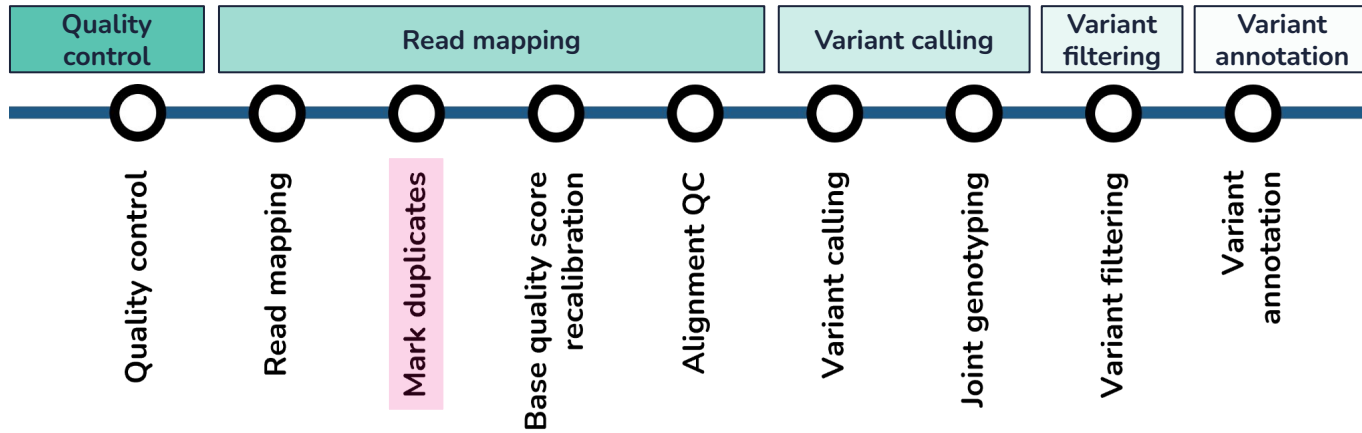 Quality
control
Read mapping
Variant calling
Variant
filtering
Variant
annotation
Quality control
Read mapping
Mark duplicates
Base quality score
recalibration
Alignment QC
Variant calling
Joint genotyping
Variant filtering
Variant
annotation